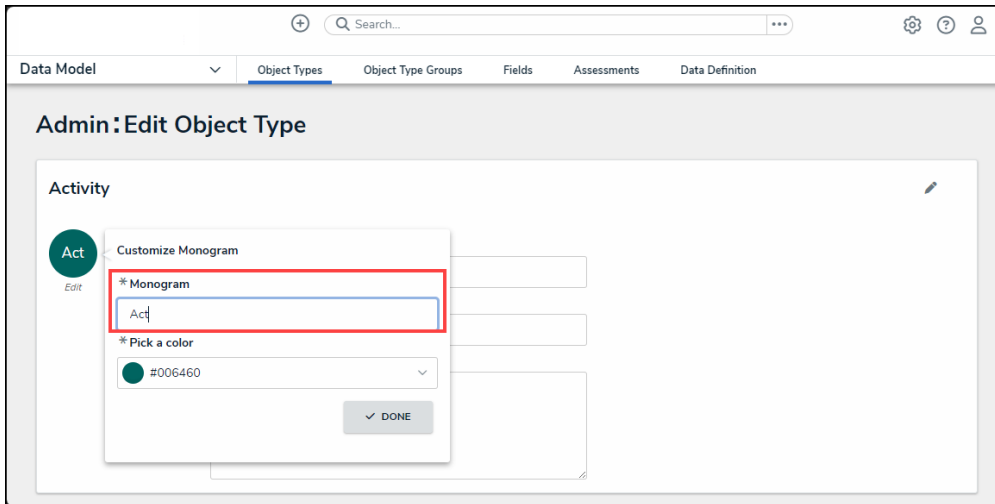 Search...
Data Model
Object Types
Object Type Groups
Fields
Assessments
Data Definition
Admin:Edit Object Type
Activity
Act
Edit
Customize Monogram
*Monogram
Act
*Pick a color
#006460
DONE